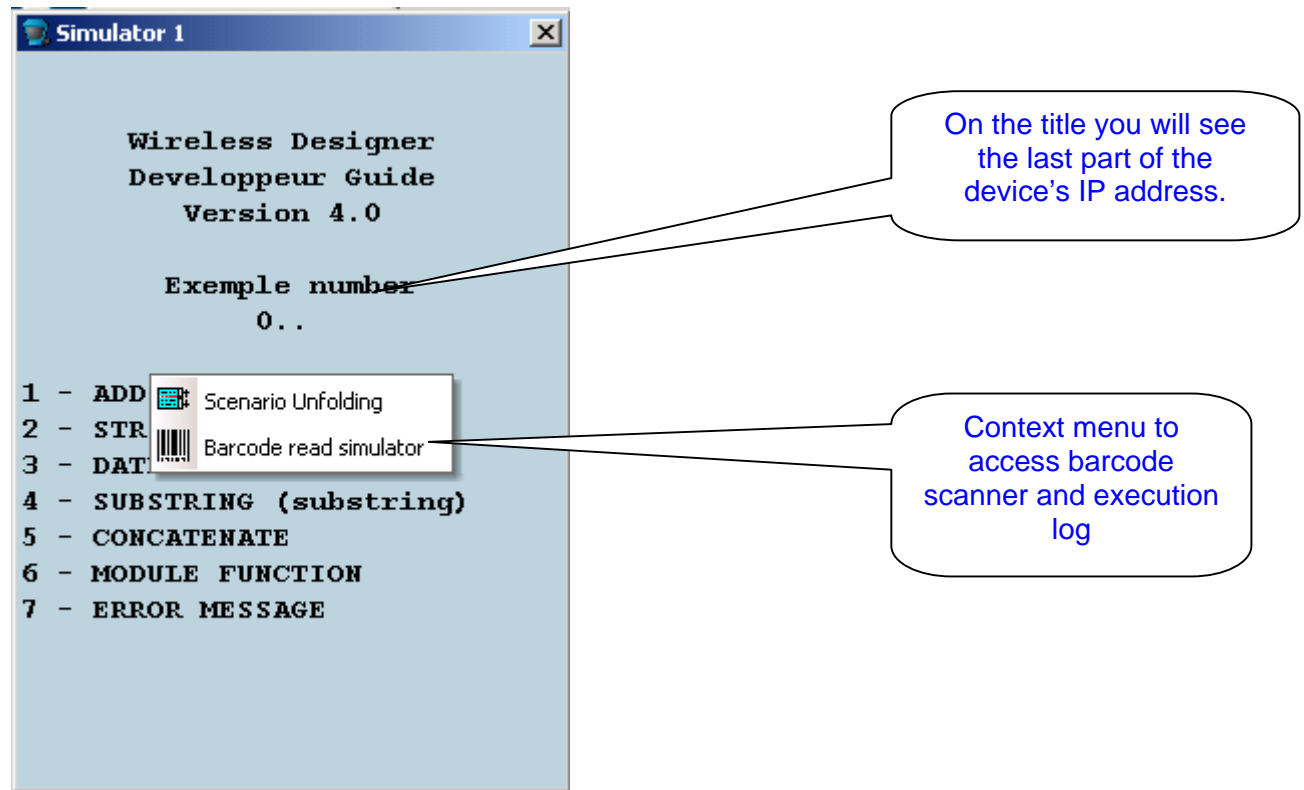 Simulator 1
Wireless Designer
Developpeur Guide
Version 4.0
Exemple number
0..
1 - ADD
2 - STR
3 - DAT
4 - SUBSTRING (substring)
5 - CONCATENATE
6 - MODULE FUNCTION
7 - ERROR MESSAGE
Scenario Unfolding
Barcode read simulator
On the title you will see
the last part of the
device’s IP address.
Context menu to
access barcode
scanner and execution
log